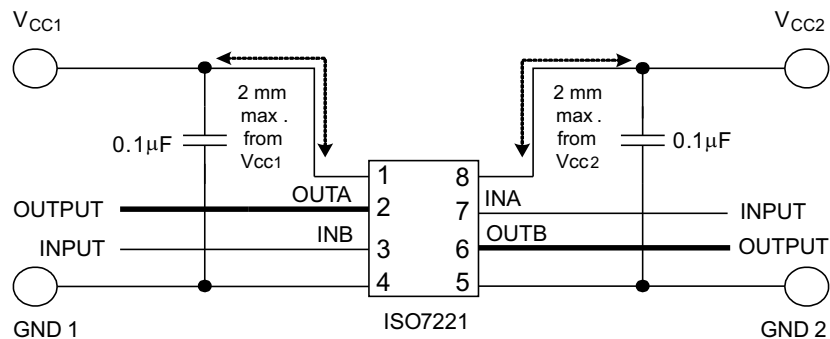 VCC1
VCC2
2 mm
max .
from
Vcc1
2 mm
max .
from
Vcc2
0.1μF
0.1μF
1
8
OUTPUT
OUTA
2
7
INA
INPUT
INPUT
INB
3
6
OUTB
OUTPUT
4
5
GND 1
ISO7221
GND 2